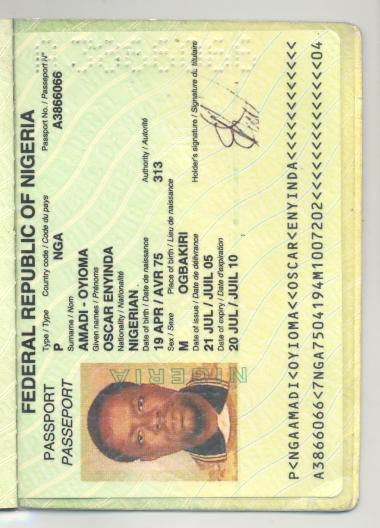 FEDERAL REPUBLIC OF NIGERIA
PASSPORT
PASSEPORT
Type / Type Country code / Code du pays Passport No. / Passeport N°
P NGA A3866066
Surname / Nom
AMADI - OYIOMA
Given names / Prénoms
OSCAR ENYINDA
Nationality / Nationalité
NIGERIAN
Date of birth / Date de naissance Authority / Autorité
19 APR / AVR 75 313
Sex / Sexe Place of birth / Lieu de naissance
M OGBAKIRI
Date of issue / Date de délivrance Holder's signature / Signature du titulaire
21 JUL / JUIL 05
Date of expiry / Date d'expiration
20 JUL / JUIL 10
NIGERIA
P<NGAAMADI<OYIOMA<<OSCAR<ENYINDA<<<<<<<<<<<<
A3866066<7NGA7504194M1007202<<<<<<<<<<<<<<04